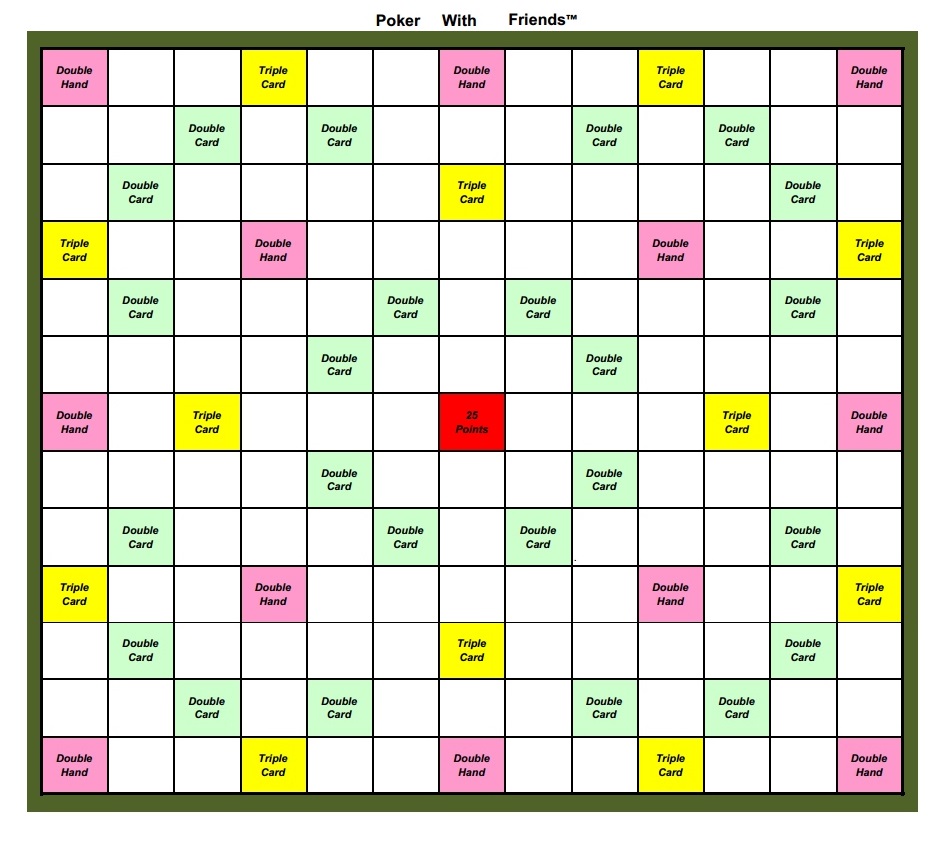 Poker With Friends™
Double Hand Triple Card Double Hand Triple Card Double Hand
Double Card Double Card Double Card Double Card
Double Card Triple Card Double Card
Triple Card Double Hand Double Hand Triple Card
Double Card Double Card Double Card Double Card
Double Card Double Card
Double Hand Triple Card 25 Points Triple Card Double Hand
Double Card Double Card
Double Card Double Card Double Card Double Card
Triple Card Double Hand Double Hand Triple Card
Double Card Triple Card Double Card
Double Card Double Card Double Card Double Card
Double Hand Triple Card Double Hand Triple Card Double Hand